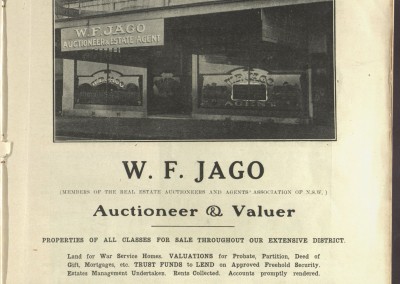 W. F. JAGO
AUCTIONEER & ESTATE AGENT
AGENT
W. F. JAGO
(MEMBERS OF THE REAL ESTATE AUCTIONEERS AND AGENTS' ASSOCIATION OF N.S.W.)
Auctioneer & Valuer
PROPERTIES OF ALL CLASSES FOR SALE THROUGHOUT OUR EXTENSIVE DISTRICT.
Land for War Service Homes. VALUATIONS for Probate, Partition, Deed of
Gift, Mortgages, etc. TRUST FUNDS to LEND on Approved Freehold Security.
Estates Management Undertaken. Rents Collected. Accounts promptly rendered.